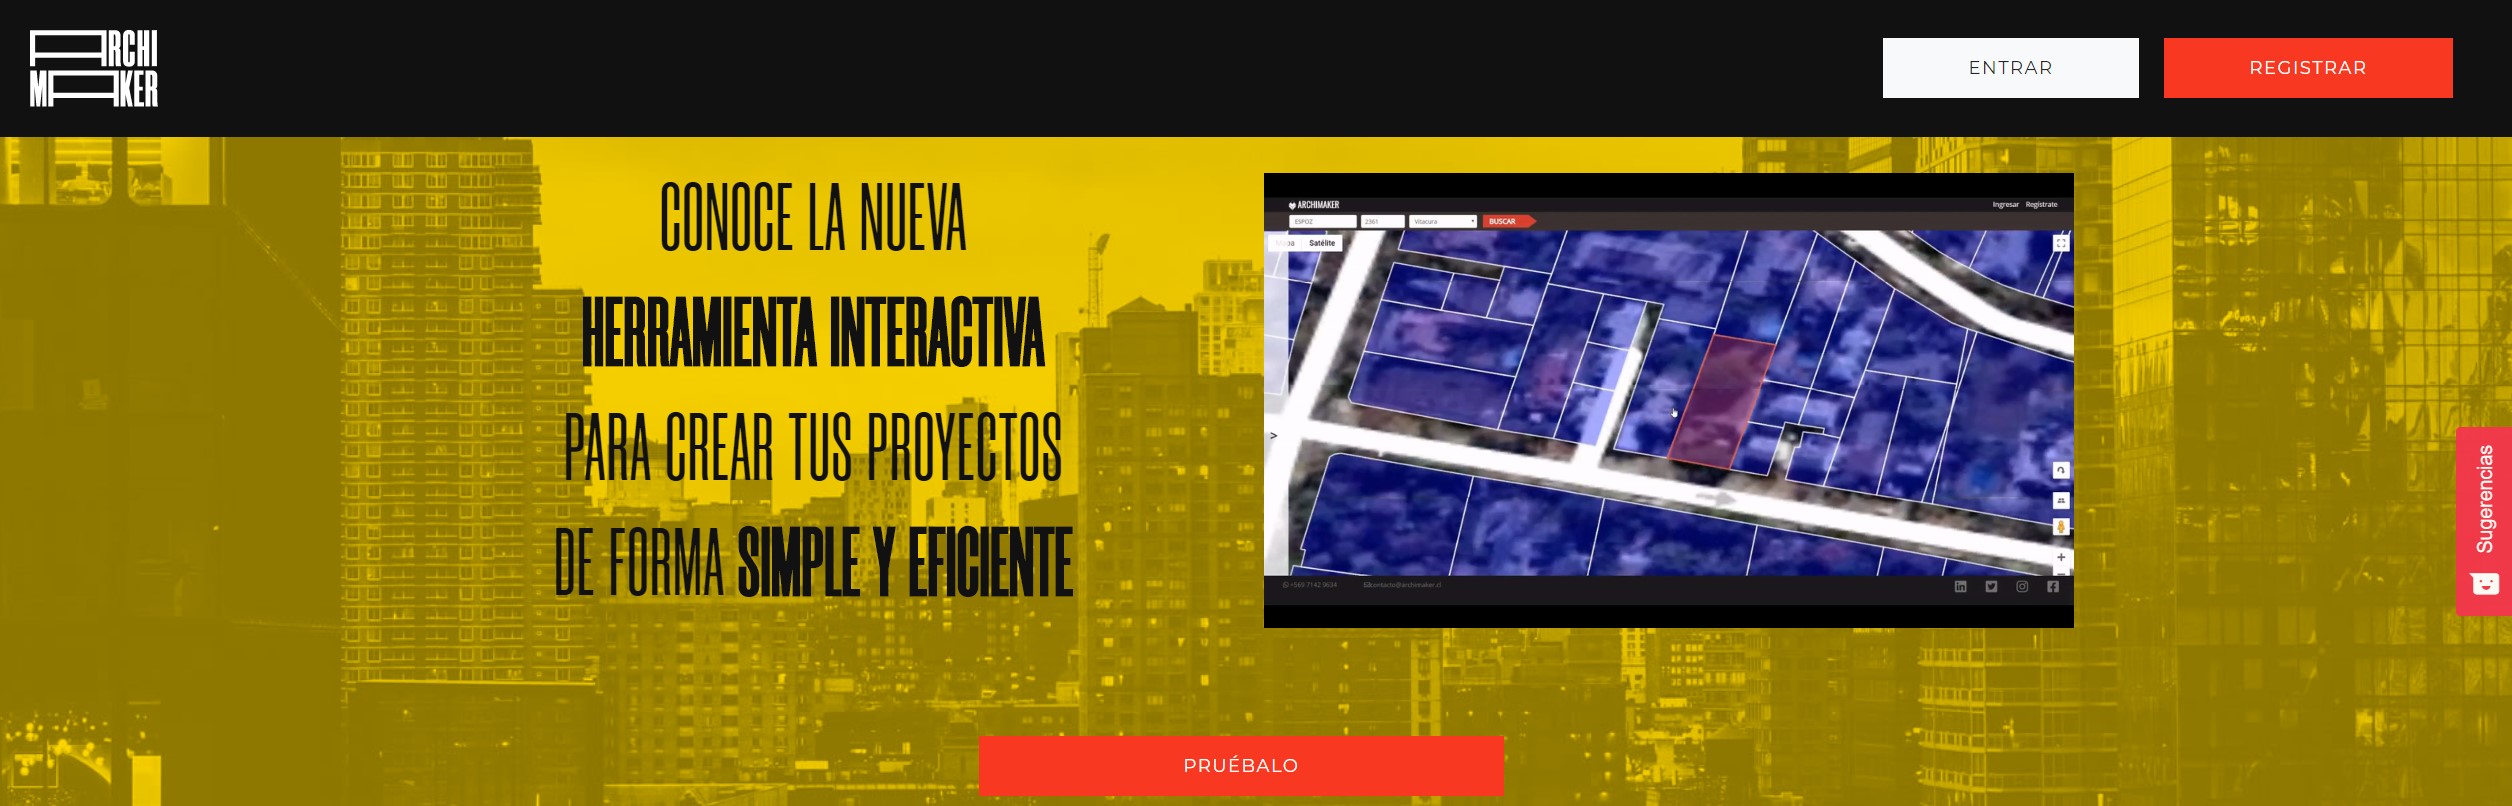 ARCHI
MAKER
ENTRAR
REGISTRAR
CONOCE LA NUEVA
HERRAMIENTA INTERACTIVA
PARA CREAR TUS PROYECTOS
DE FORMA SIMPLE Y EFICIENTE
ARCHIMAKER
Ingresar Regístrate
ESPOZ 2361 Vitacura BUSCAR
Mapa Satélite
>
+569 7142 9634 contacto@archimaker.cl
Sugerencias
PRUÉBALO